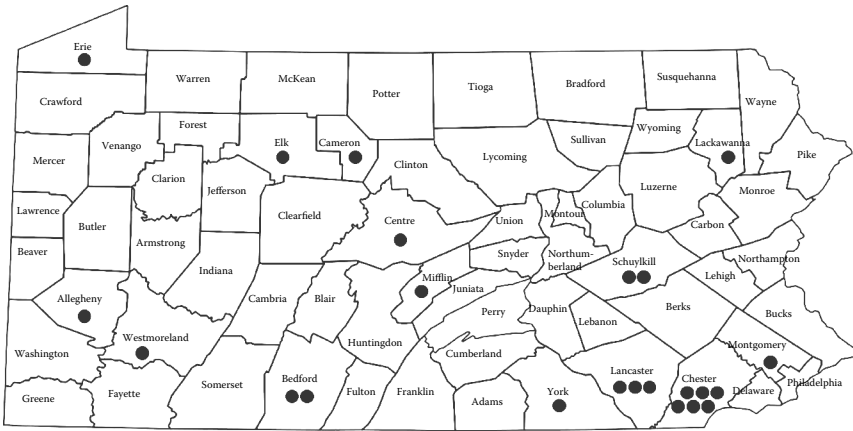 Erie
Crawford
Warren
McKean
Potter
Tioga
Bradford
Susquehanna
Wayne
Mercer
Venango
Forest
Elk
Cameron
Clinton
Lycoming
Sullivan
Wyoming
Lackawanna
Pike
Lawrence
Butler
Clarion
Jefferson
Clearfield
Centre
Union
Montour
Columbia
Luzerne
Monroe
Carbon
Beaver
Armstrong
Indiana
Snyder
Northum-
berland
Schuylkill
Lehigh
Northampton
Allegheny
Westmoreland
Cambria
Blair
Mifflin
Juniata
Perry
Dauphin
Lebanon
Berks
Bucks
Washington
Huntingdon
Cumberland
Montgomery
Greene
Fayette
Somerset
Bedford
Fulton
Franklin
Adams
York
Lancaster
Chester
Delaware
Philadelphia